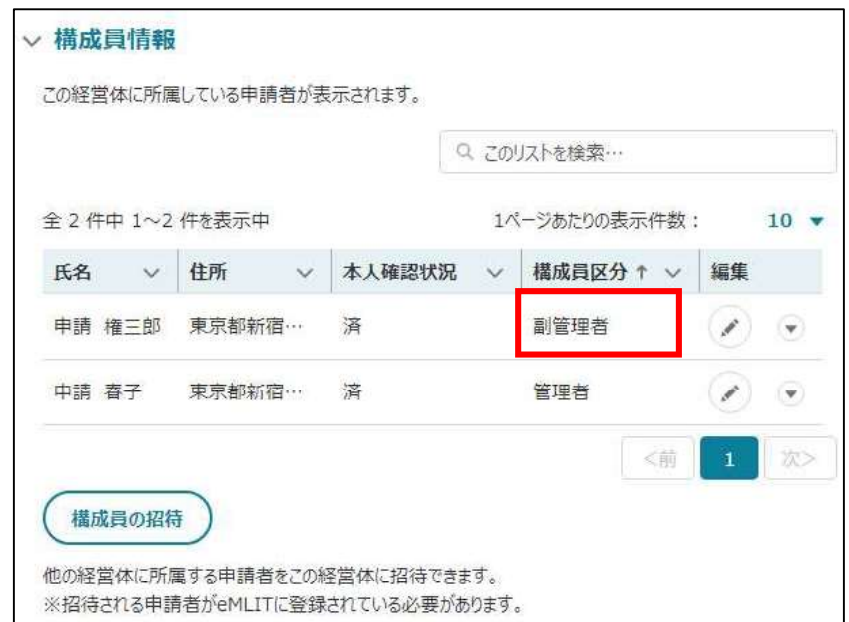 構成員情報
この経営体に所属している申請者が表示されます。
このリストを検索…
全 2 件中 1～2 件を表示中 1ページあたりの表示件数： 10
氏名 住所 本人確認状況 構成員区分 ↑ 編集
申請 権三郎 東京都新宿… 済 副管理者
申請 春子 東京都新宿… 済 管理者
<前 1 次>
構成員の招待
他の経営体に所属する申請者をこの経営体に招待できます。
※招待される申請者がeMLITに登録されている必要があります。